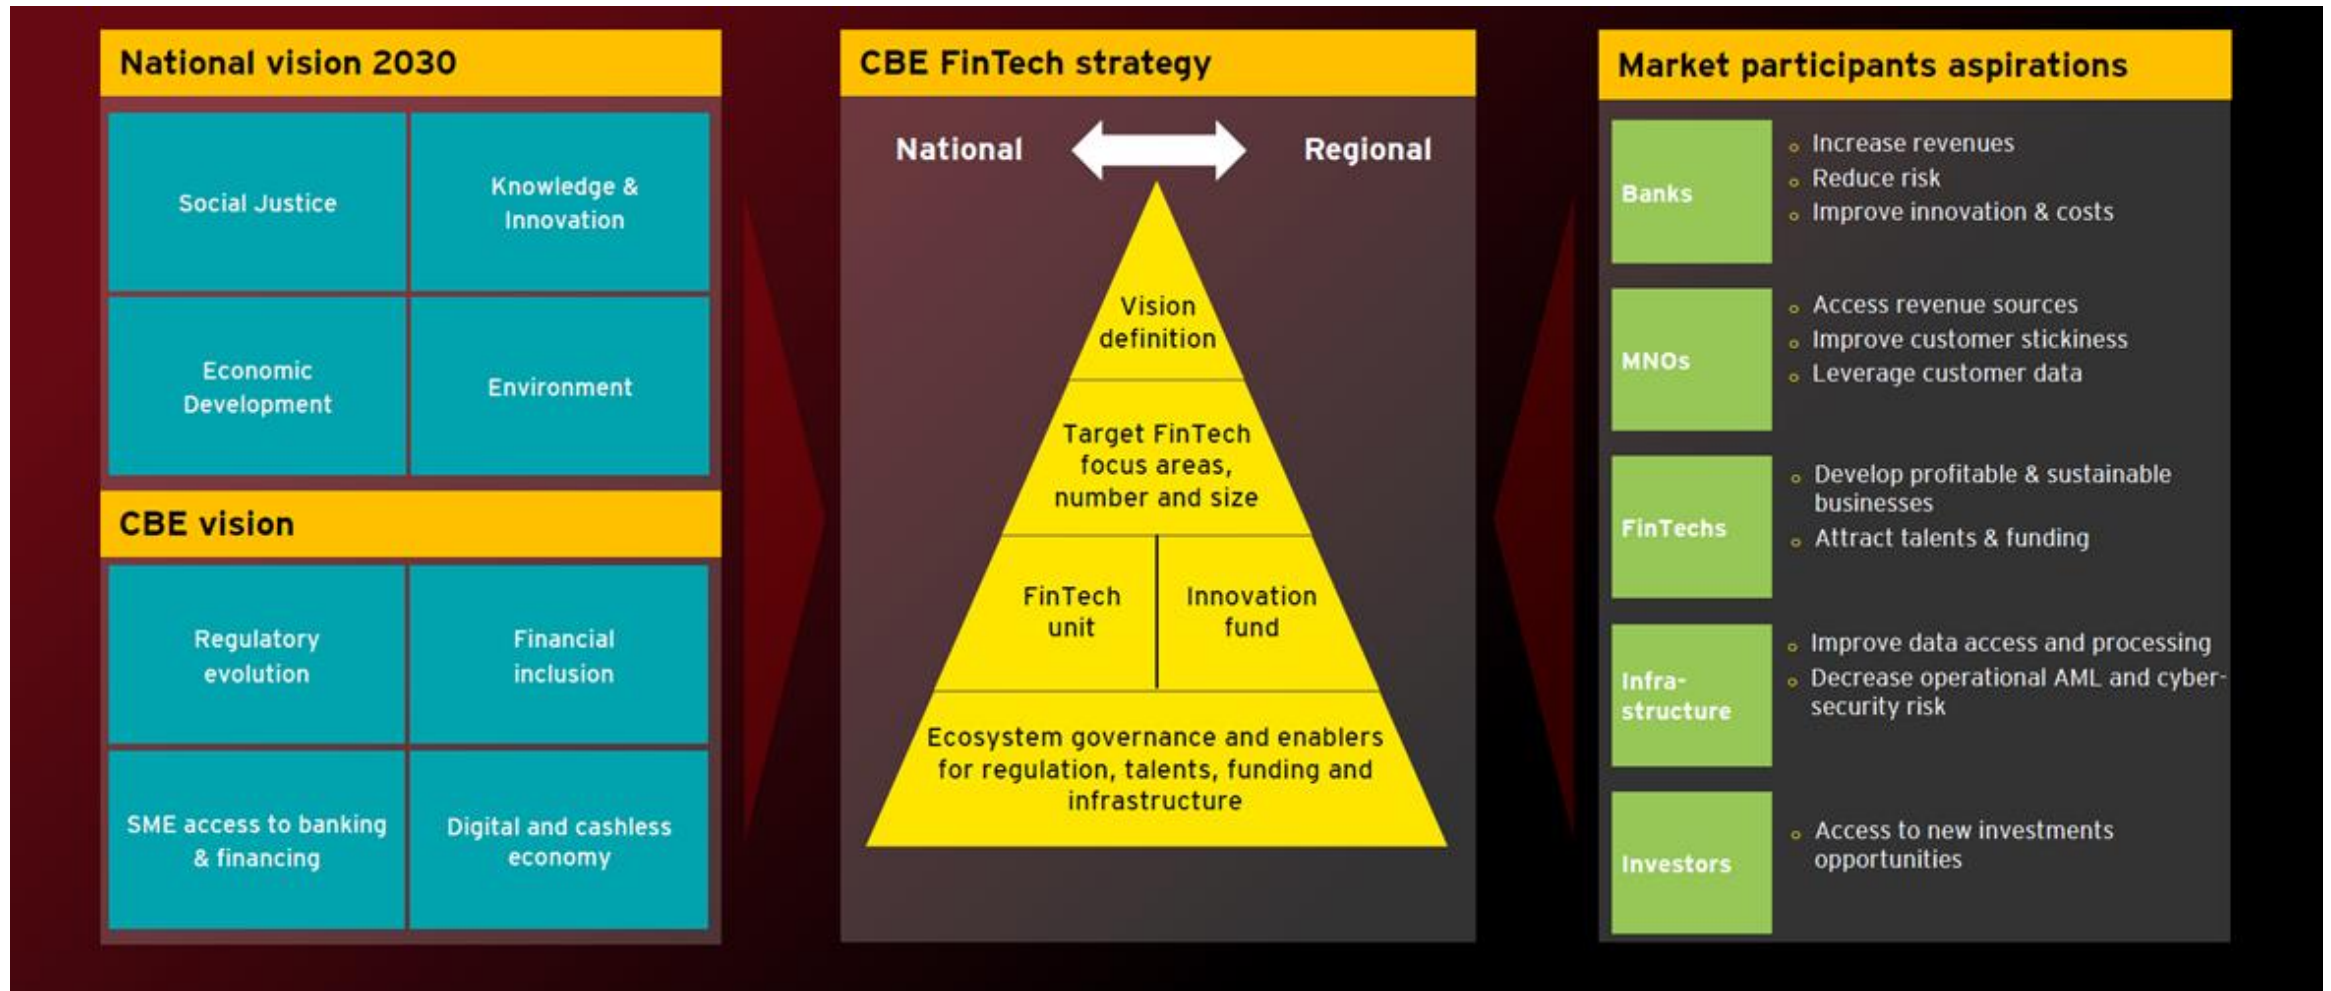 National vision 2030
Social Justice
Knowledge &
Innovation
Economic
Development
Environment
CBE vision
Regulatory
evolution
Financial
inclusion
SME access to banking
& financing
Digital and cashless
economy
CBE FinTech strategy
National
Regional
Vision
definition
Target FinTech
focus areas,
number and size
FinTech
unit
Innovation
fund
Ecosystem governance and enablers
for regulation, talents, funding and
infrastructure
Market participants aspirations
Banks
Increase revenues
Reduce risk
Improve innovation & costs
MNOs
Access revenue sources
Improve customer stickiness
Leverage customer data
FinTechs
Develop profitable & sustainable
businesses
Attract talents & funding
Infra-
structure
Improve data access and processing
Decrease operational AML and cyber-
security risk
Investors
Access to new investments
opportunities